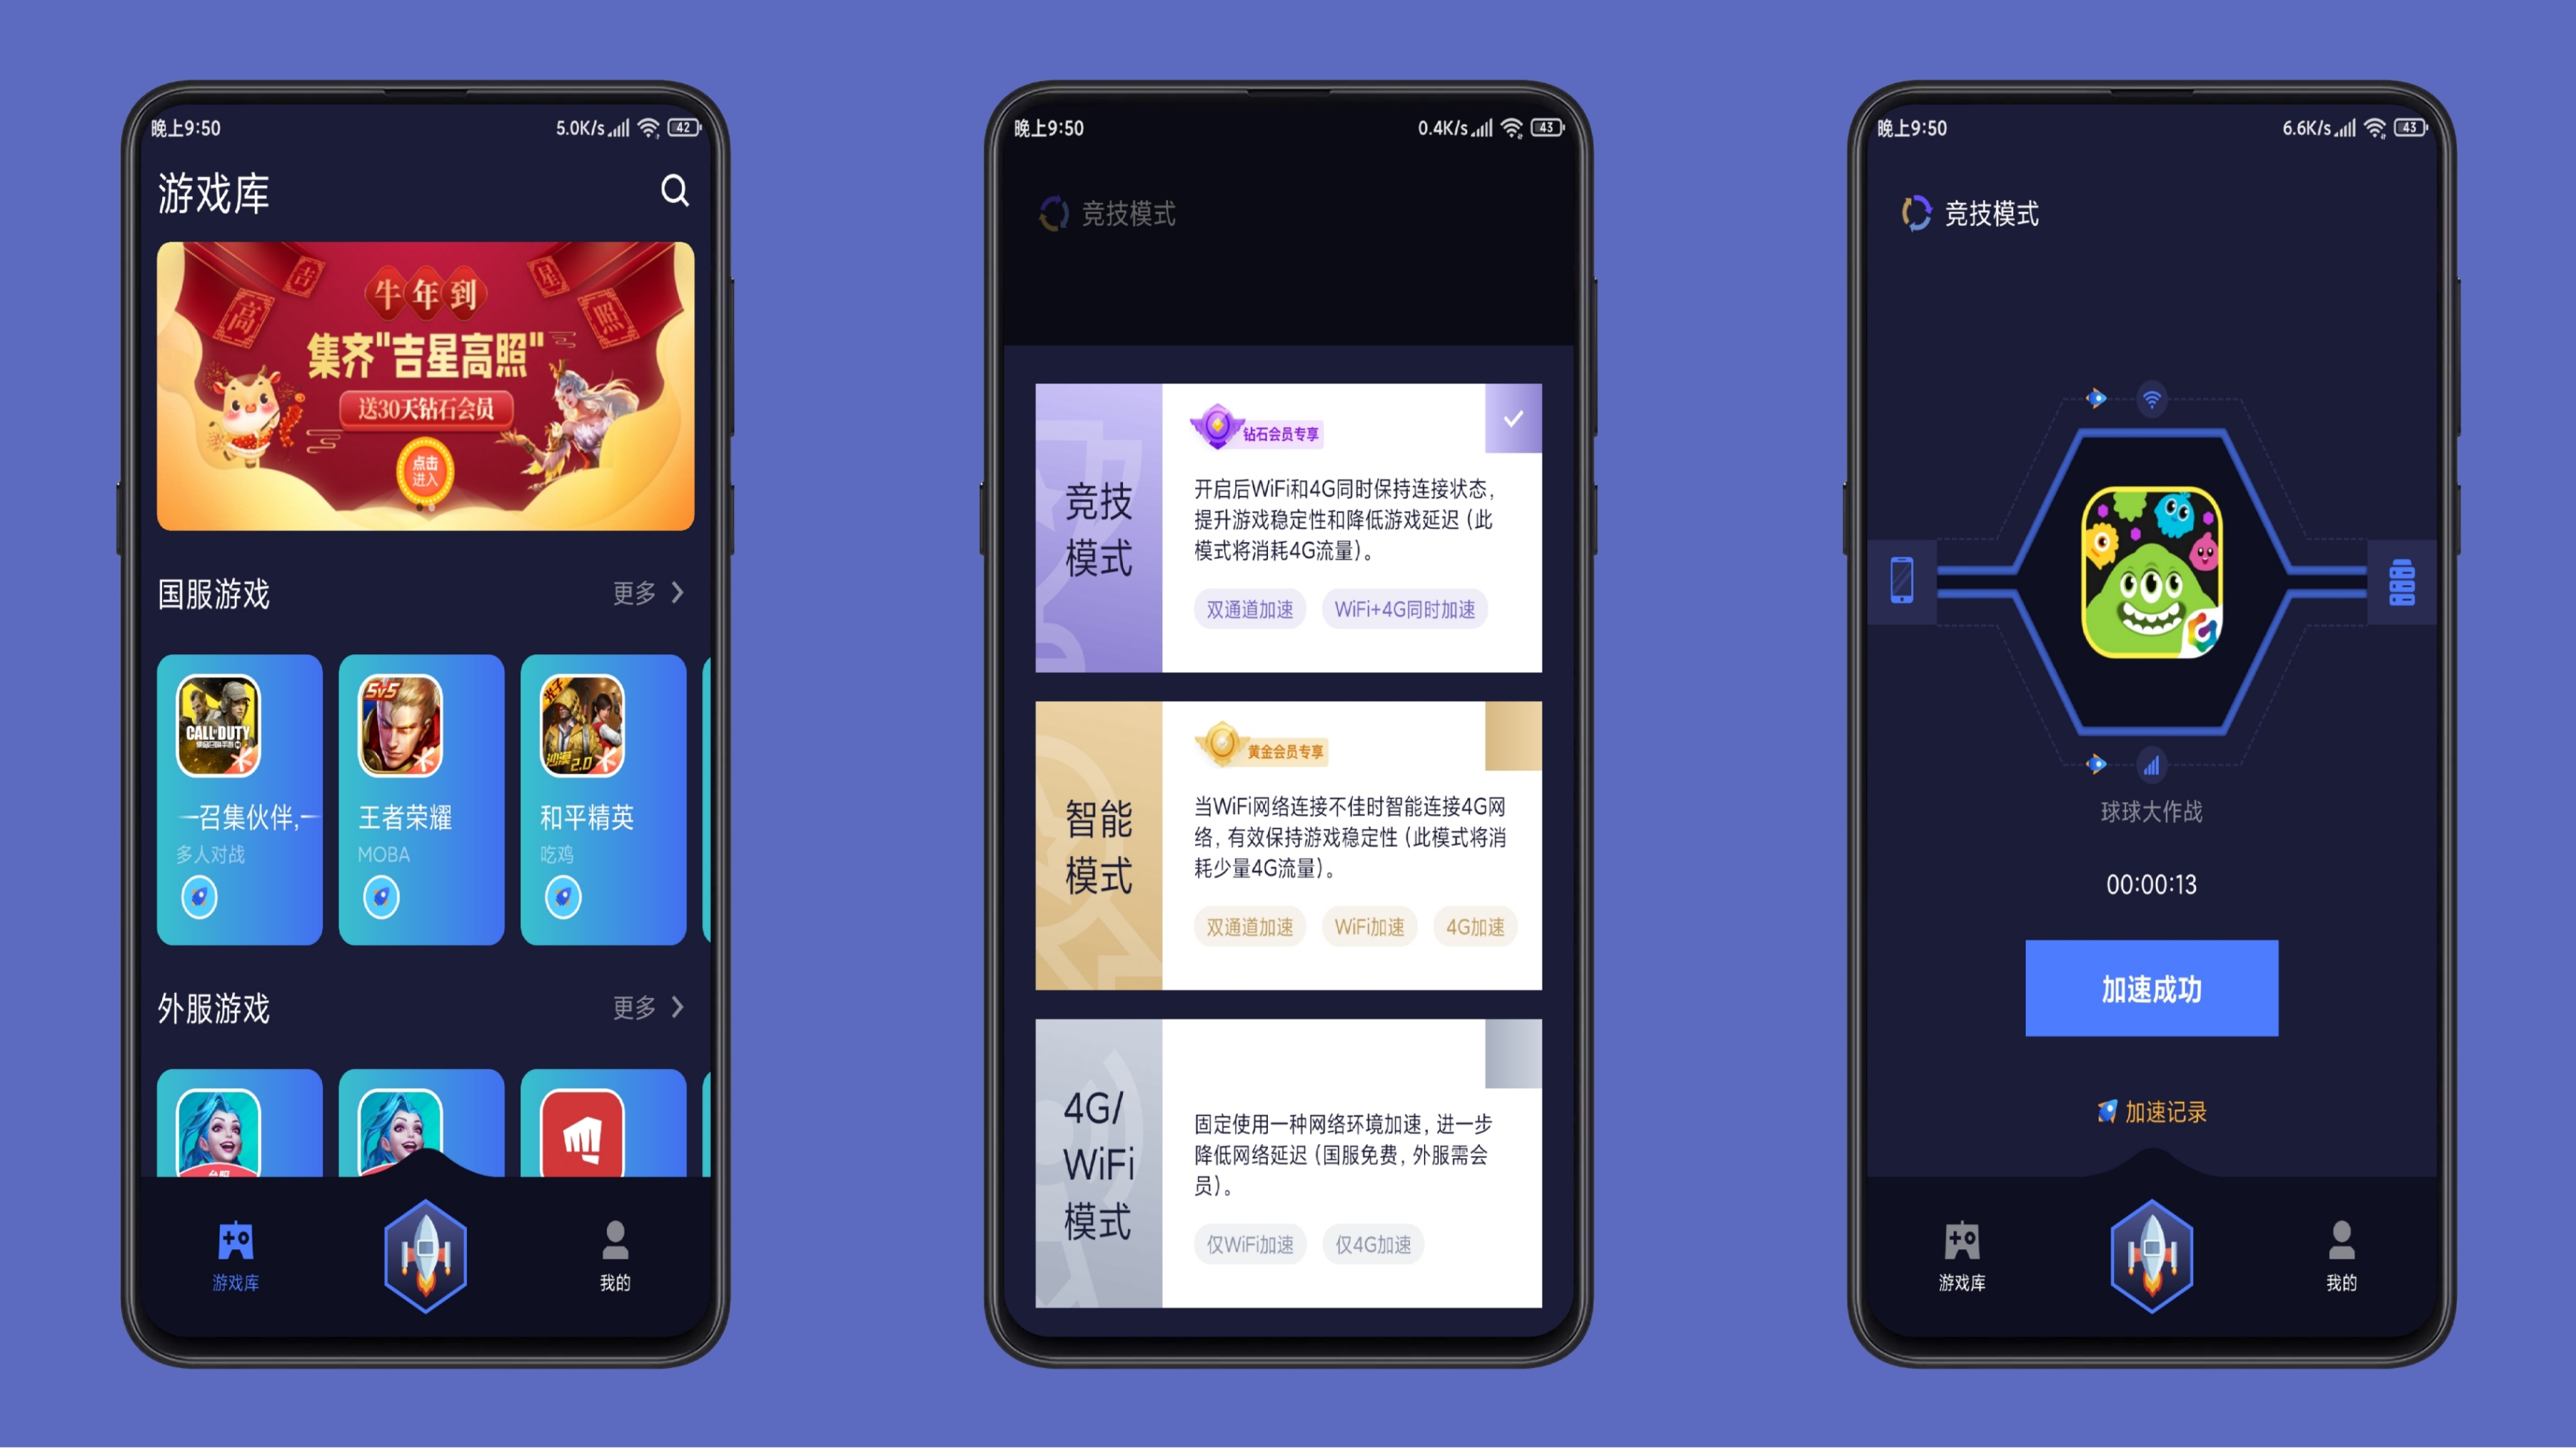 晚上9:50
5.0K/s
42
游戏库
吉
星
高
照
牛年到
集齐"吉星高照"
送30天钻石会员
点击
进入
国服游戏
更多
CALL DUTY
5v5
光子
沙漠2.0
一召集伙伴,一
王者荣耀
和平精英
多人对战
MOBA
吃鸡
外服游戏
更多
游戏库
我的
晚上9:50
0.4K/s
43
竞技模式
竞技
模式
钻石会员专享
开启后WiFi和4G同时保持连接状态,
提升游戏稳定性和降低游戏延迟 (此
模式将消耗4G流量)。
双通道加速
WiFi+4G同时加速
智能
模式
黄金会员专享
当WiFi网络连接不佳时智能连接4G网
络, 有效保持游戏稳定性 (此模式将消
耗少量4G流量)。
双通道加速
WiFi加速
4G加速
4G/
WiFi
模式
固定使用一种网络环境加速, 进一步
降低网络延迟 (国服免费, 外服需会
员)。
仅WiFi加速
仅4G加速
晚上9:50
6.6K/s
43
竞技模式
球球大作战
00:00:13
加速成功
加速记录
游戏库
我的